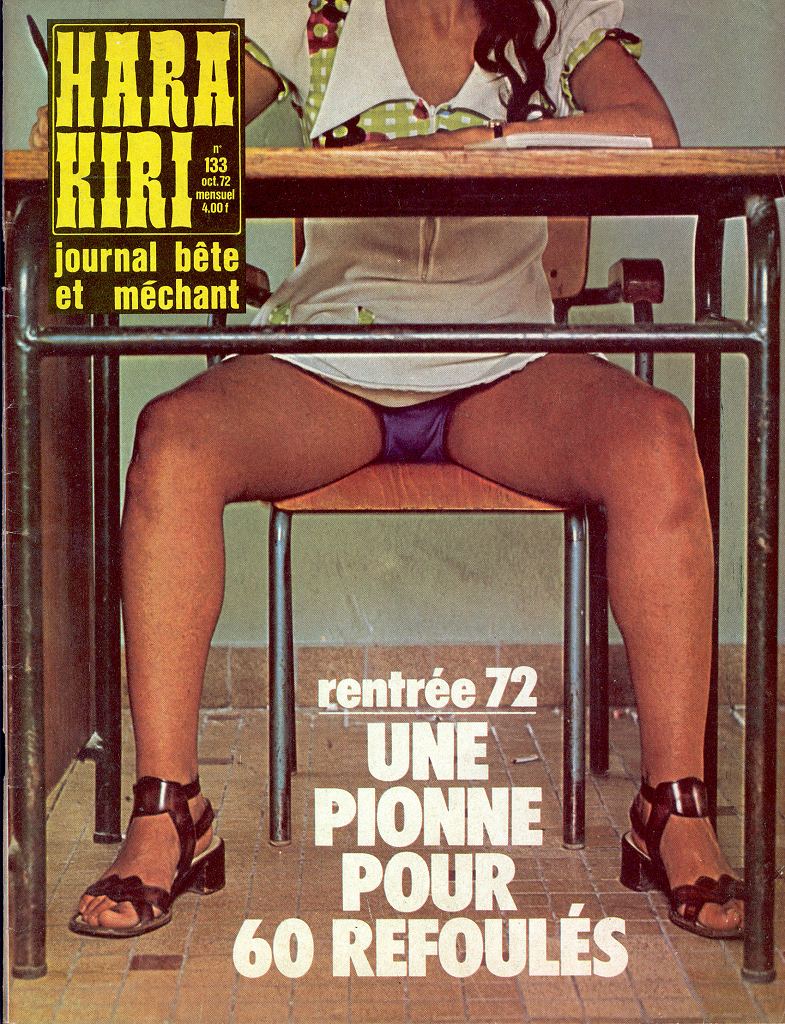 HARA
KIRI
n°
133
oct.72
mensuel
4,00 f
journal bête
et méchant
rentrée 72
UNE
PIONNE
POUR
60 REFOULÉS